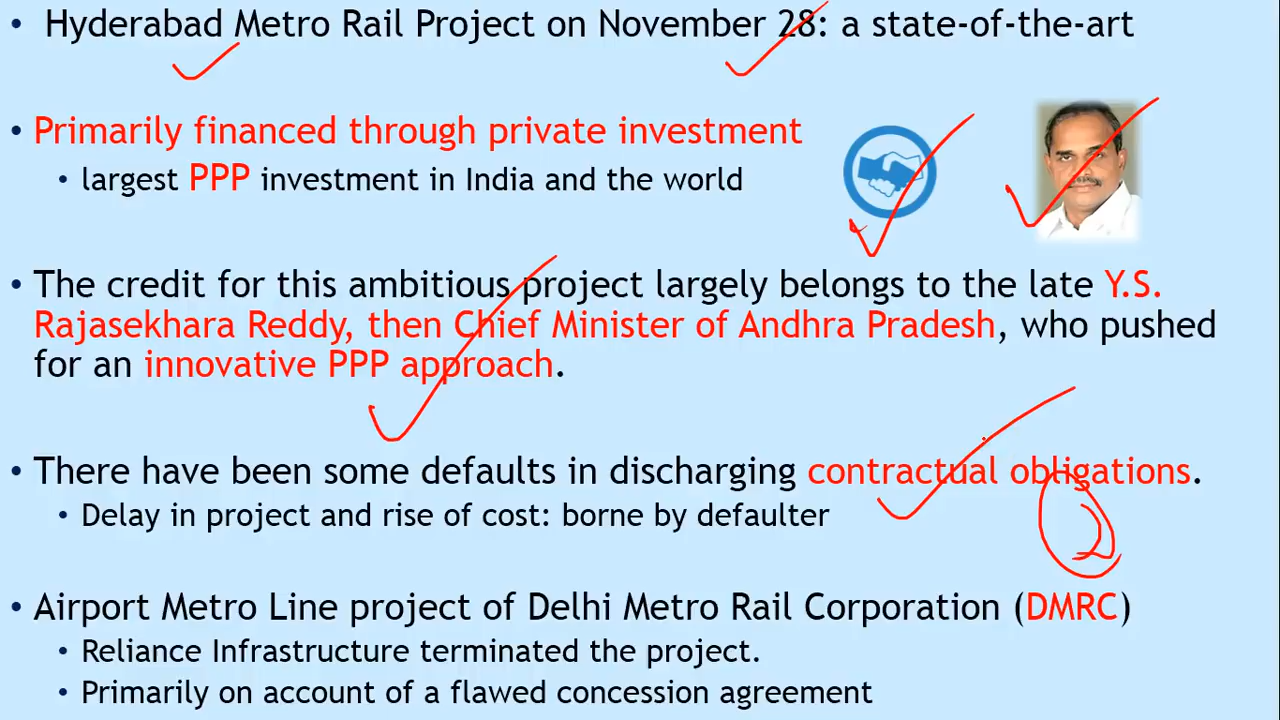 • Hyderabad Metro Rail Project on November 28: a state-of-the-art
• Primarily financed through private investment
• largest PPP investment in India and the world
• The credit for this ambitious project largely belongs to the late Y.S.
Rajasekhara Reddy, then Chief Minister of Andhra Pradesh, who pushed
for an innovative PPP approach.
• There have been some defaults in discharging contractual obligations.
• Delay in project and rise of cost: borne by defaulter
2
• Airport Metro Line project of Delhi Metro Rail Corporation (DMRC)
• Reliance Infrastructure terminated the project.
• Primarily on account of a flawed concession agreement